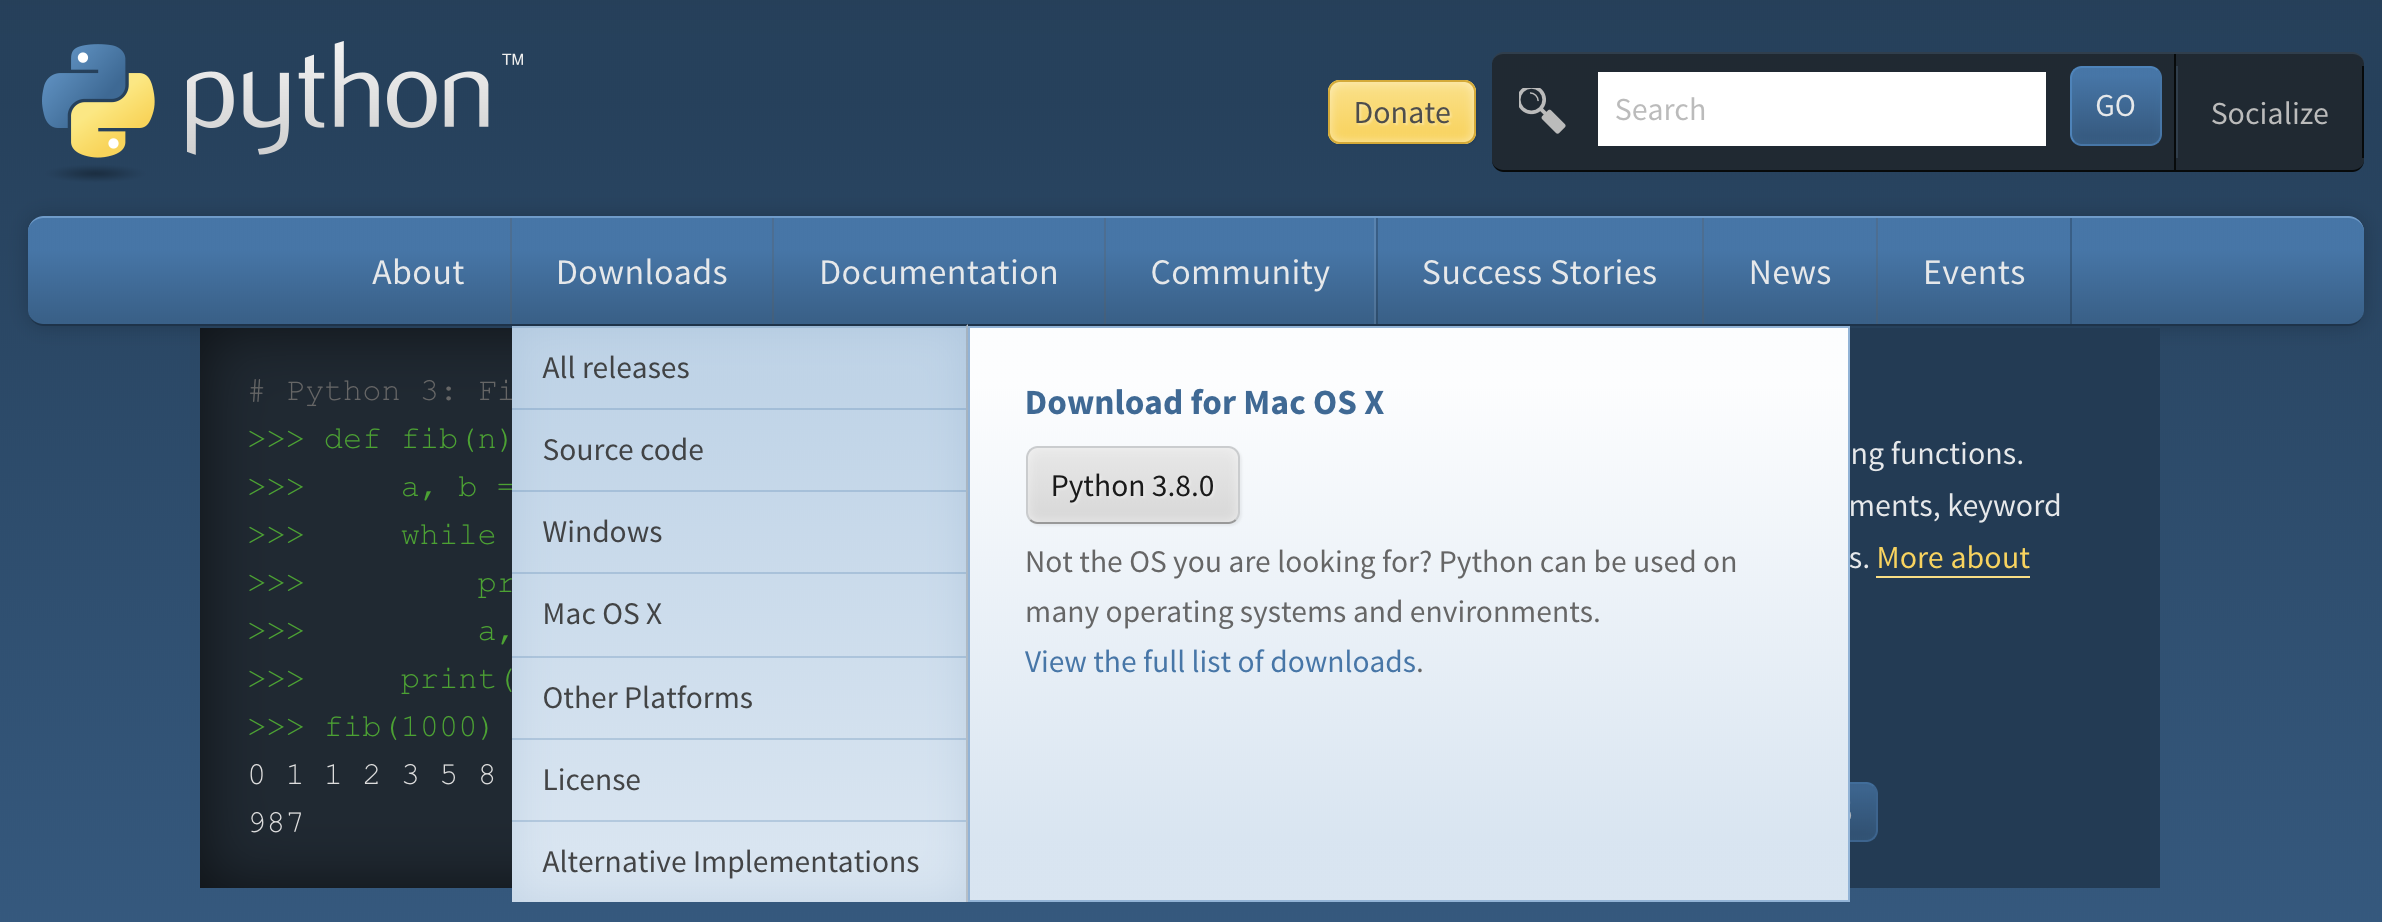 python TM
Donate
Search
GO
Socialize
About
Downloads
Documentation
Community
Success Stories
News
Events
# Python 3: Fi
>>> def fib(n)
>>> a, b =
>>> while
>>> pr
>>> a,
>>> print(
>>> fib(1000)
0 1 1 2 3 5 8
987
All releases
Source code
Windows
Mac OS X
Other Platforms
License
Alternative Implementations
Download for Mac OS X
Python 3.8.0
Not the OS you are looking for? Python can be used on
many operating systems and environments.
View the full list of downloads.
ng functions.
ments, keyword
s. More about